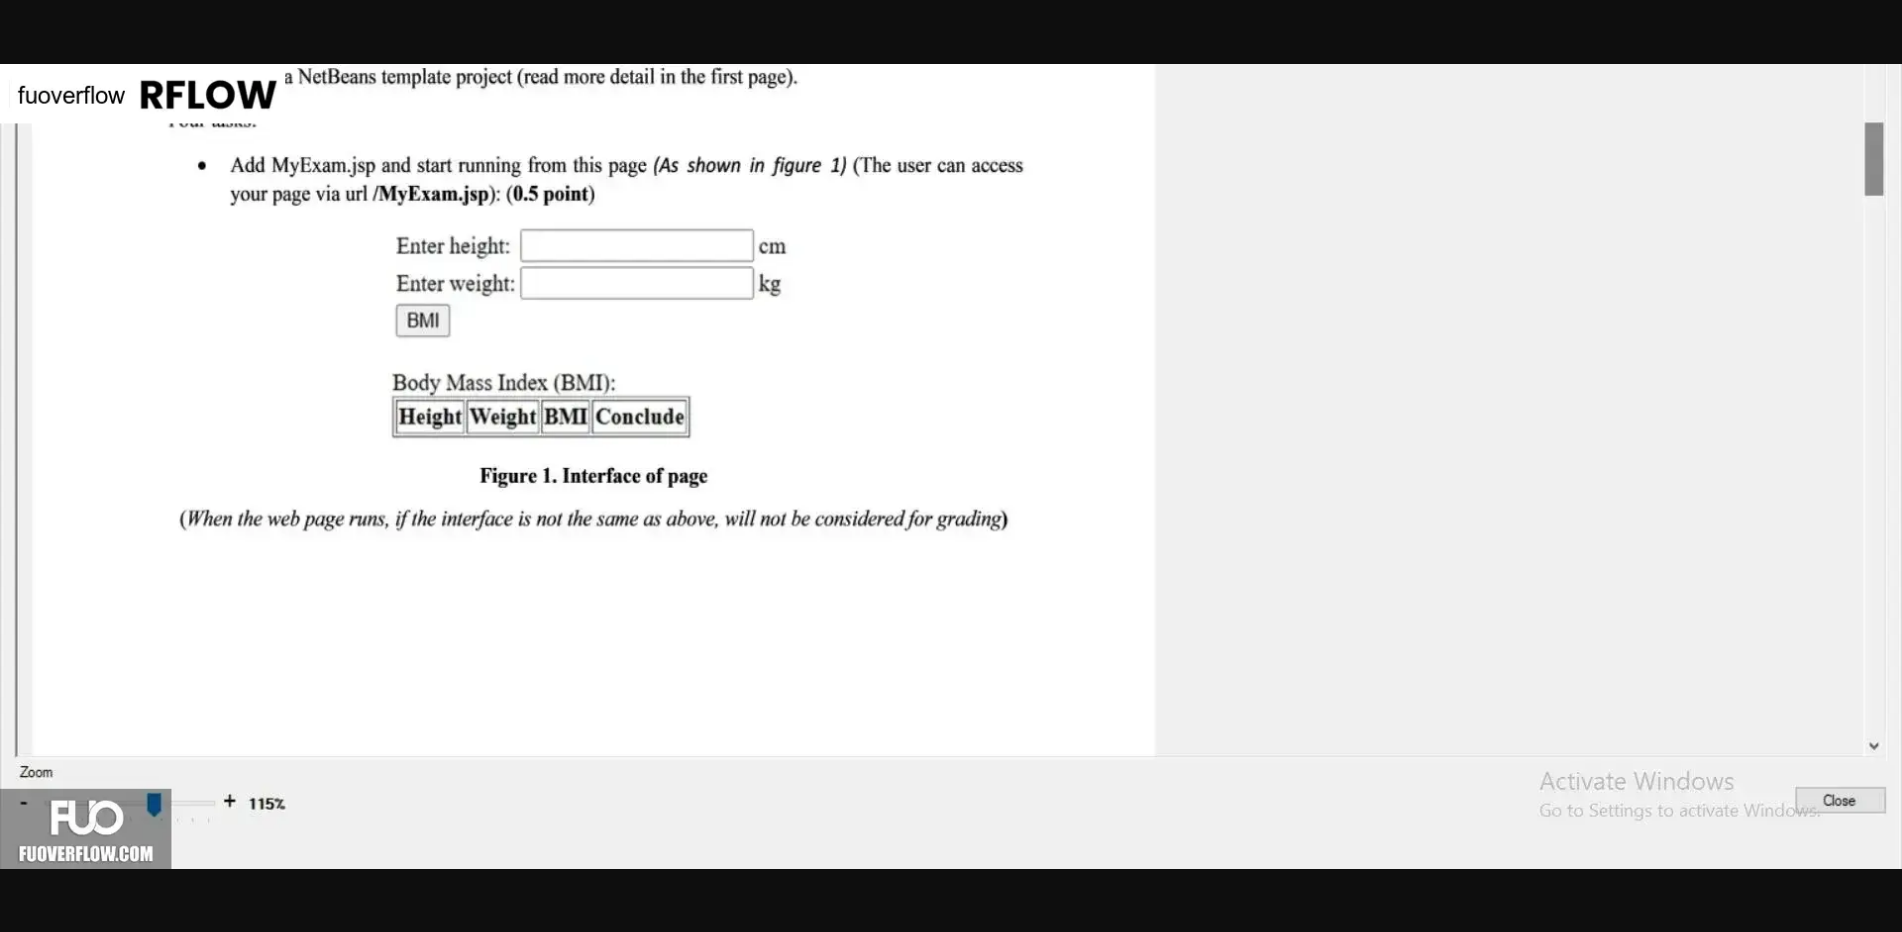 a NetBeans template project (read more detail in the first page).
fuoverflow RFLOW
• Add MyExam.jsp and start running from this page (As shown in figure 1) (The user can access
your page via url /MyExam.jsp): (0.5 point)
Enter height: cm
Enter weight: kg
BMI
Body Mass Index (BMI):
Height Weight BMI Conclude
Figure 1. Interface of page
(When the web page runs, if the interface is not the same as above, will not be considered for grading)
Zoom
- + 115%
FUO
FUOVERFLOW.COM
Activate Windows
Go to Settings to activate Windows.
Close